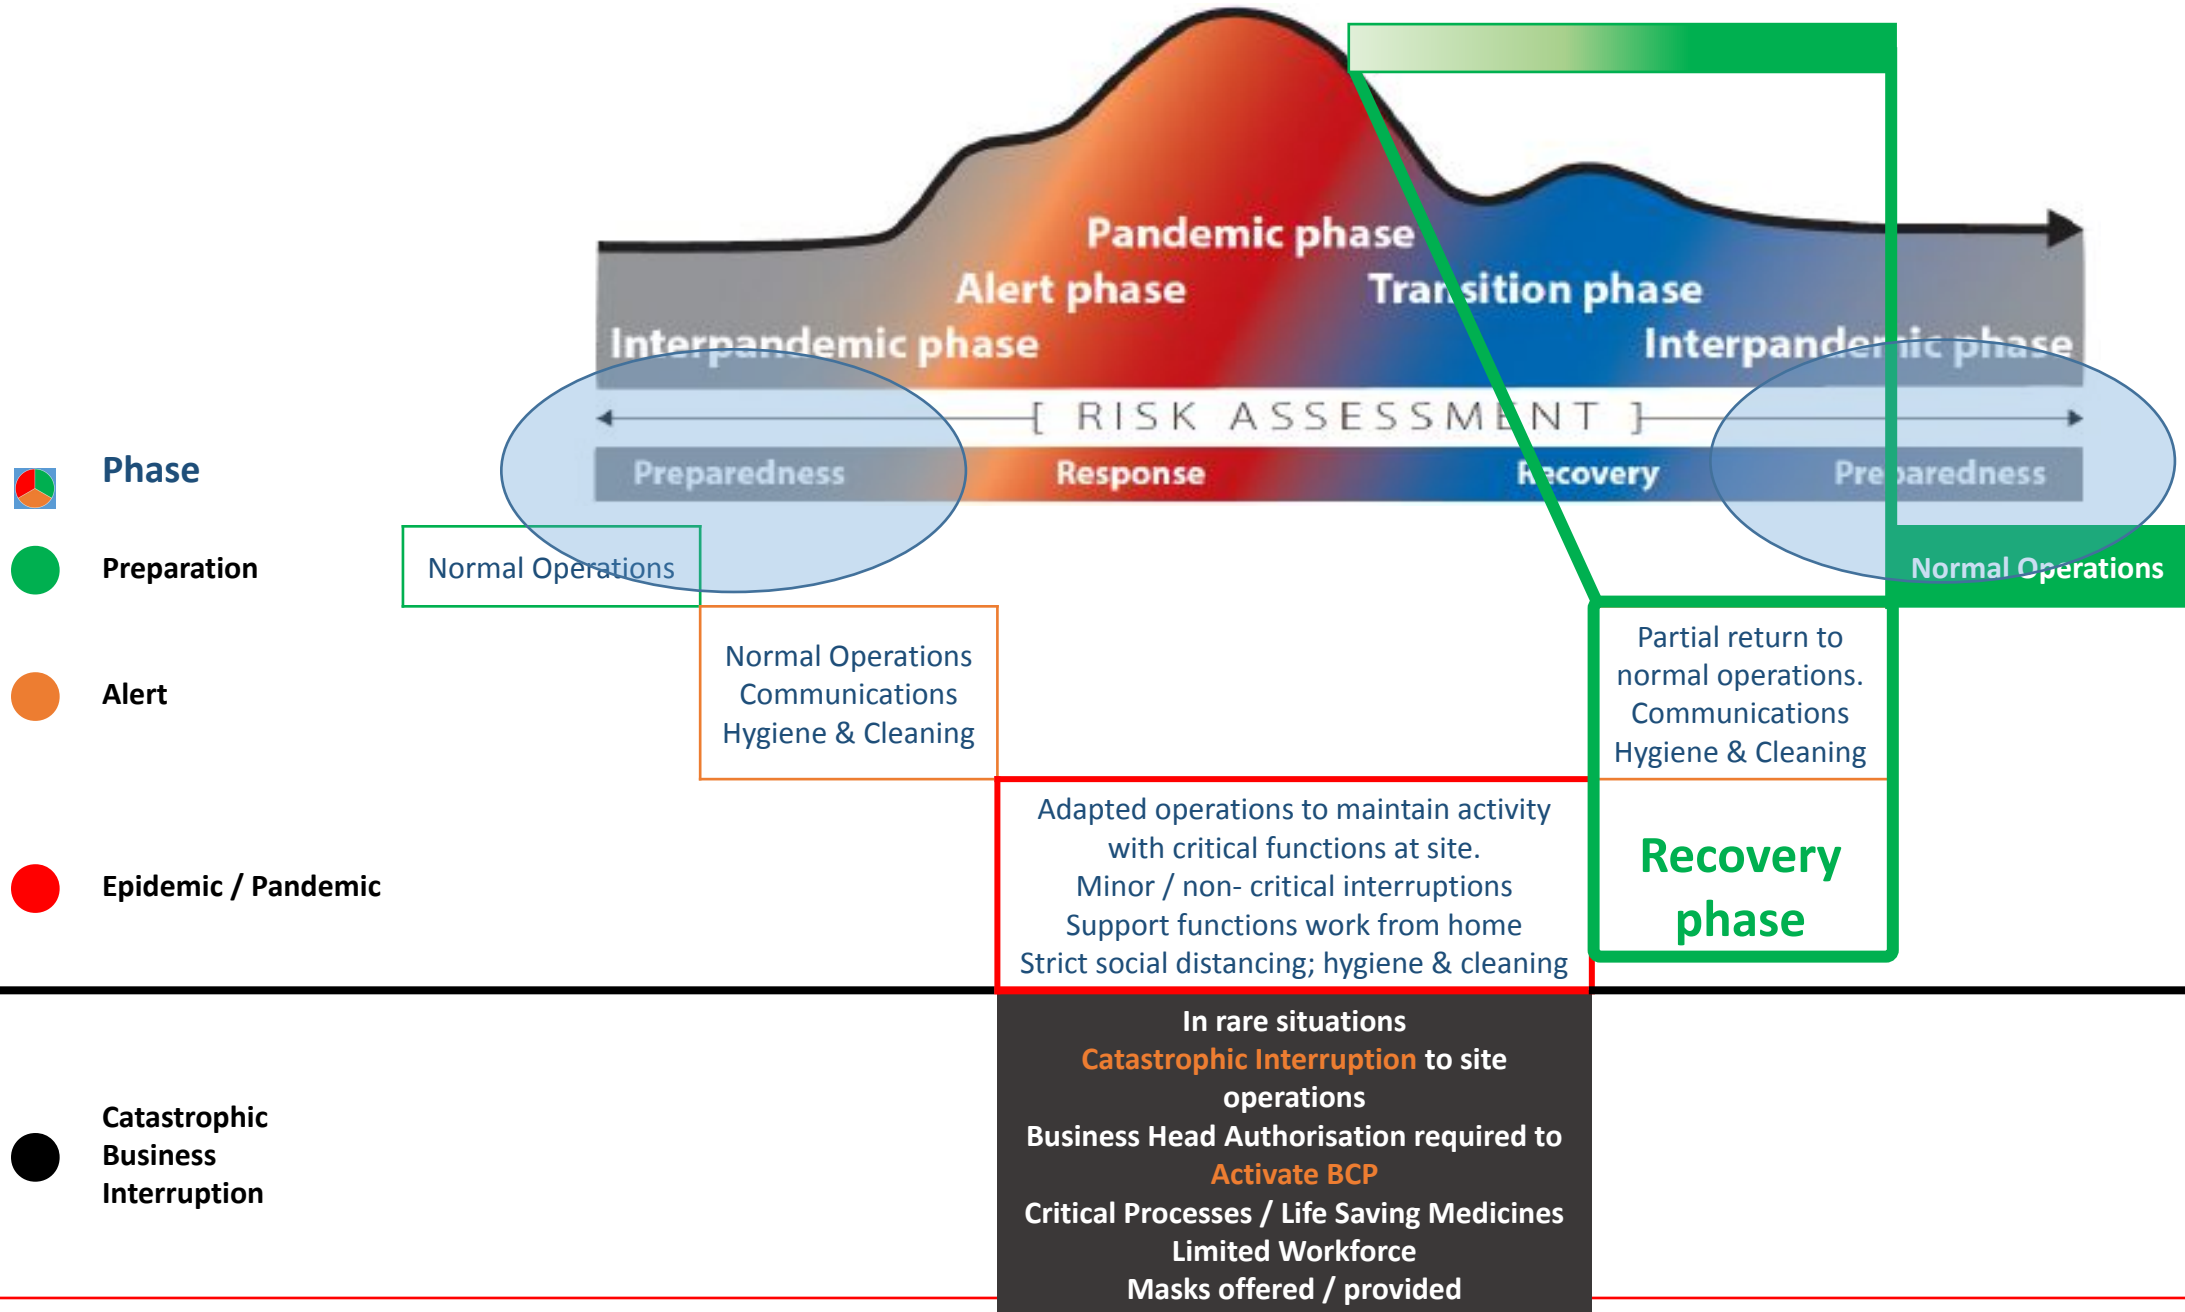 Pandemic phase
Alert phase
Transition phase
Interpandemic phase
Interpandemic phase
[ RISK ASSESSMENT ]
Phase
Preparedness
Response
Recovery
Preparedness
Preparation
Normal Operations
Normal Operations
Alert
Normal Operations
Communications
Hygiene & Cleaning
Partial return to
normal operations.
Communications
Hygiene & Cleaning
Epidemic / Pandemic
Adapted operations to maintain activity
with critical functions at site.
Minor / non- critical interruptions
Support functions work from home
Strict social distancing; hygiene & cleaning
Recovery
phase
Catastrophic
Business
Interruption
In rare situations
Catastrophic Interruption to site
operations
Business Head Authorisation required to
Activate BCP
Critical Processes / Life Saving Medicines
Limited Workforce
Masks offered / provided